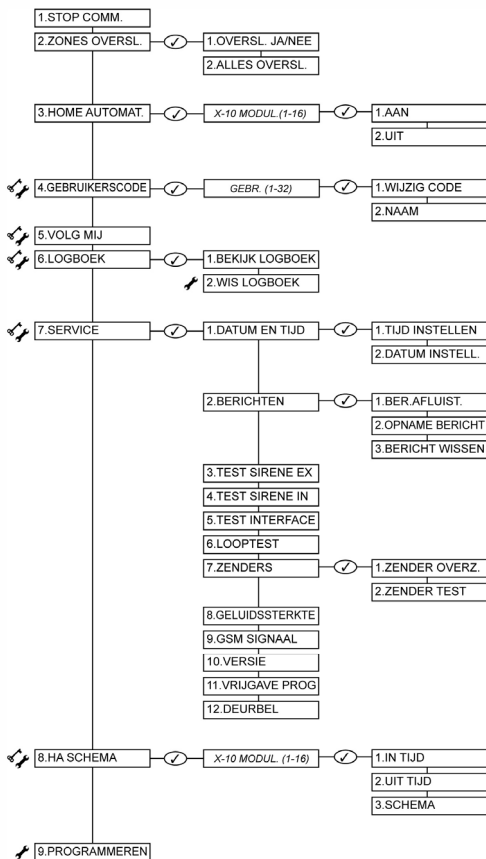 1.STOP COMM.
2.ZONES OVERSL.
1.OVERSL. JA/NEE
2.ALLES OVERSL.
3.HOME AUTOMAT.
X-10 MODUL.(1-16)
1.AAN
2.UIT
4.GEBRUIKERSCODE
GEBR. (1-32)
1.WIJZIG CODE
2.NAAM
5.VOLG MIJ
6.LOGBOEK
1.BEKIJK LOGBOEK
2.WIS LOGBOEK
7.SERVICE
1.DATUM EN TIJD
1.TIJD INSTELLEN
2.DATUM INSTELL.
2.BERICHTEN
1.BER.AFLUIST.
2.OPNAME BERICHT
3.BERICHT WISSEN
3.TEST SIRENE EX
4.TEST SIRENE IN
5.TEST INTERFACE
6.LOOPTEST
7.ZENDERS
1.ZENDER OVERZ.
2.ZENDER TEST
8.GELUIDSSTERKTE
9.GSM SIGNAAL
10.VERSIE
11.VRIJGAVE PROG
12.DEURBEL
8.HA SCHEMA
X-10 MODUL. (1-16)
1.IN TIJD
2.UIT TIJD
3.SCHEMA
9.PROGRAMMEREN